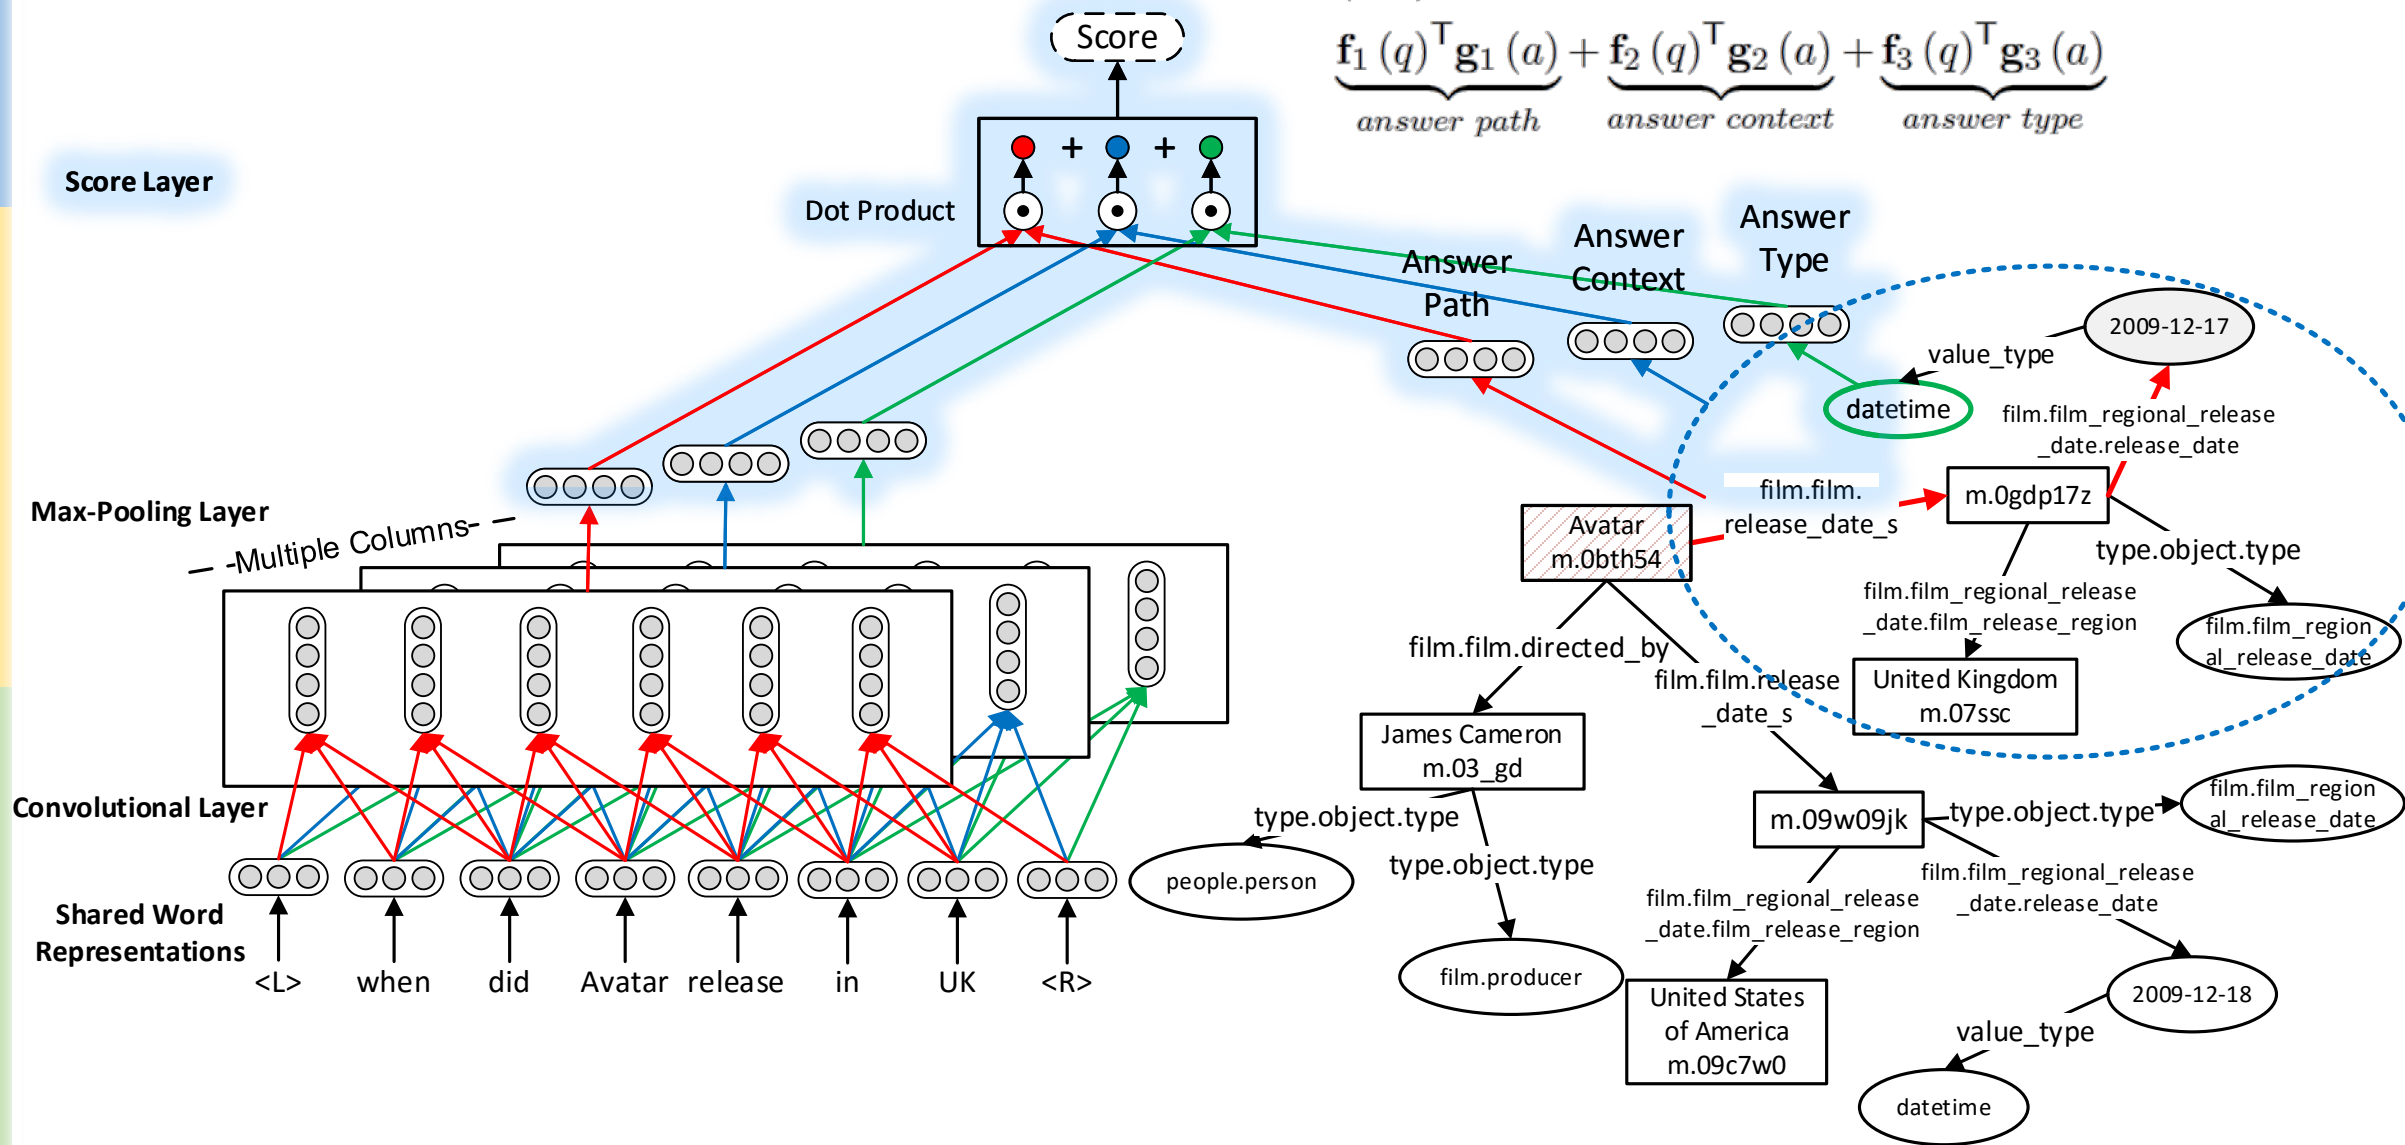 Score
f₁ (q)ᵀg₁ (a) + f₂ (q)ᵀg₂ (a) + f₃ (q)ᵀg₃ (a)
answer path answer context answer type
+ +
Score Layer
Dot Product
Answer
Path
Answer
Context
Answer
Type
2009-12-17
value_type
datetime
film.film_regional_release
_date.release_date
Max-Pooling Layer
Multiple Columns
film.film.
release_date_s
m.0gdp17z
Avatar
m.0bth54
type.object.type
film.film_regional_release
_date.film_release_region
film.film_region
al_release_date
film.film.directed_by
film.film.release
_date_s
United Kingdom
m.07ssc
James Cameron
m.03_gd
Convolutional Layer
type.object.type
type.object.type
m.09w09jk
type.object.type
film.film_region
al_release_date
people.person
film.film_regional_release
_date.film_release_region
film.film_regional_release
_date.release_date
Shared Word
Representations
<L> when did Avatar release in UK <R>
film.producer
United States
of America
m.09c7w0
2009-12-18
value_type
datetime